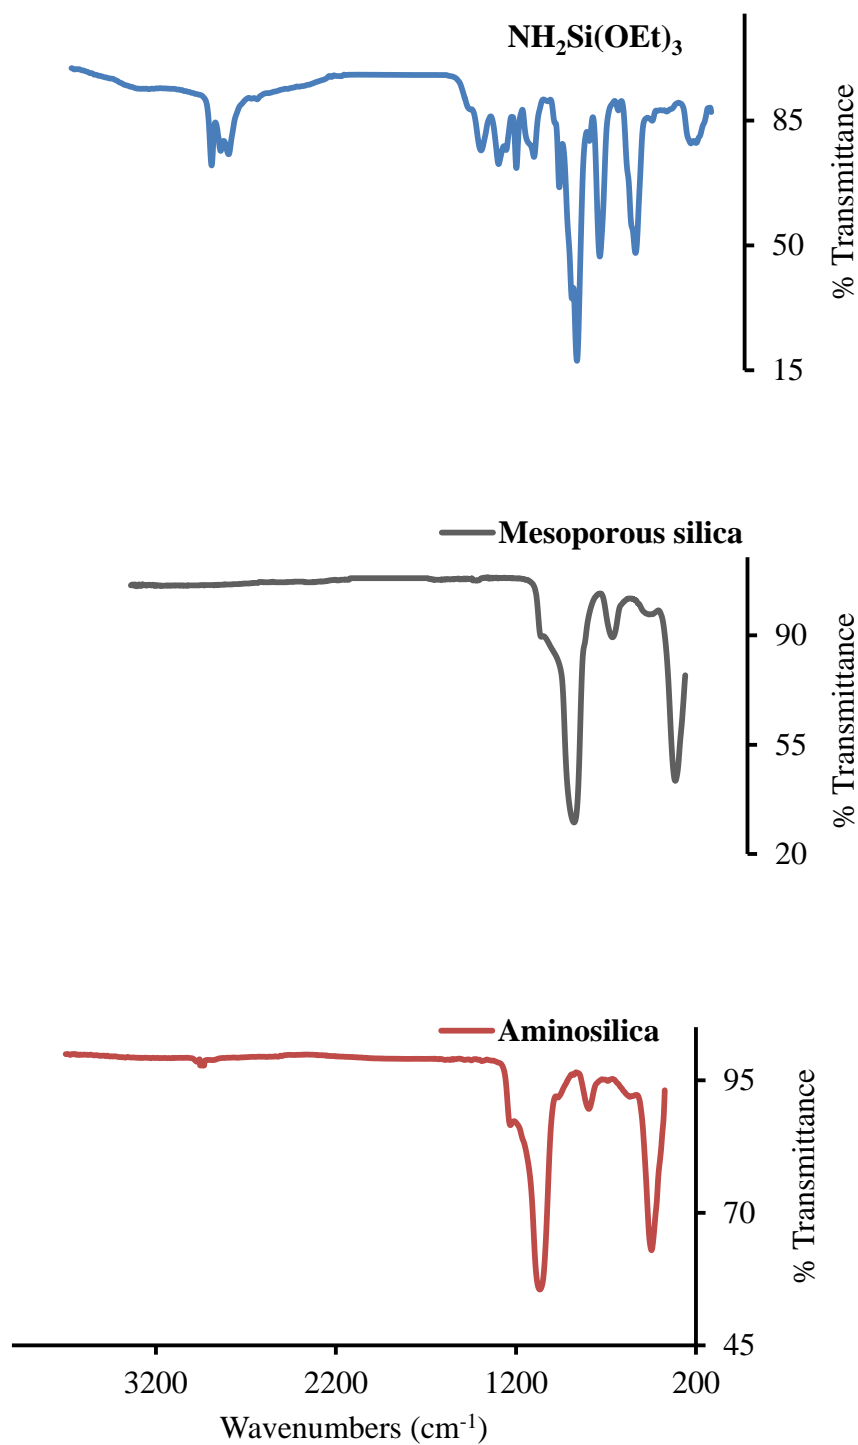 NH₂Si(OEt)₃
85
50
15
% Transmittance
Mesoporous silica
90
55
20
% Transmittance
Aminosilica
95
70
45
% Transmittance
3200 2200 1200 200
Wavenumbers (cm⁻¹)